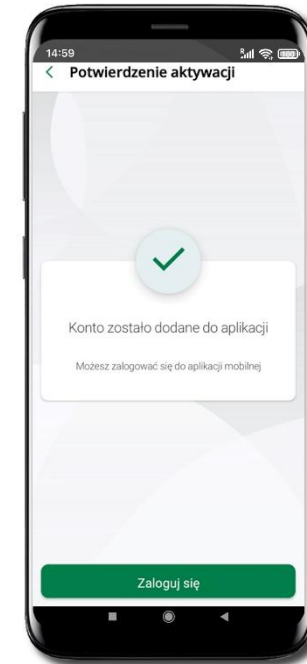 14:59
Potwierdzenie aktywacji
Konto zostało dodane do aplikacji
Możesz zalogować się do aplikacji mobilnej
Zaloguj się